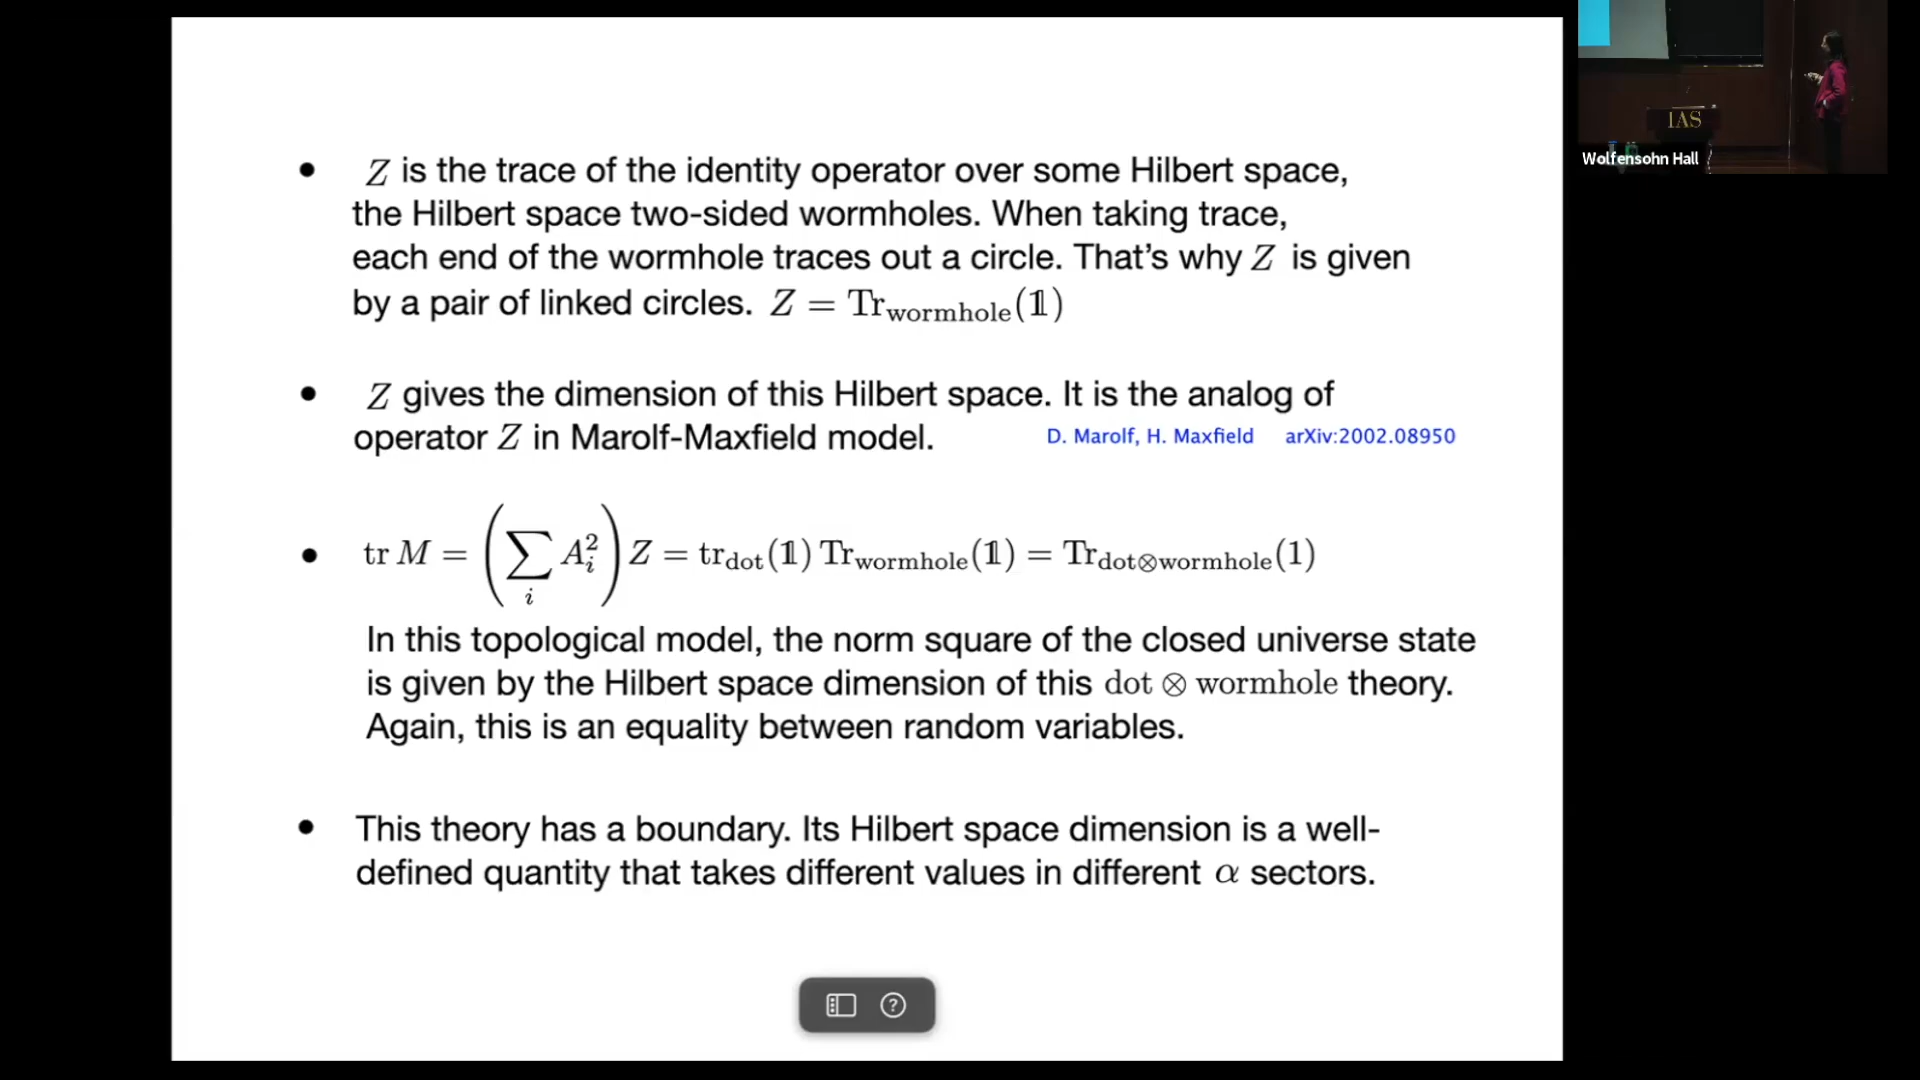 • Z is the trace of the identity operator over some Hilbert space,
the Hilbert space two-sided wormholes. When taking trace,
each end of the wormhole traces out a circle. That's why Z is given
by a pair of linked circles. Z = Tr_wormhole(𝟙)
• Z gives the dimension of this Hilbert space. It is the analog of
operator Z in Marolf-Maxfield model. D. Marolf, H. Maxfield arXiv:2002.08950
• tr M = (∑_i A_i^2) Z = tr_dot(𝟙) Tr_wormhole(𝟙) = Tr_dot⊗wormhole(1)
In this topological model, the norm square of the closed universe state
is given by the Hilbert space dimension of this dot ⊗ wormhole theory.
Again, this is an equality between random variables.
• This theory has a boundary. Its Hilbert space dimension is a well-
defined quantity that takes different values in different α sectors.
IAS
Wolfensohn Hall